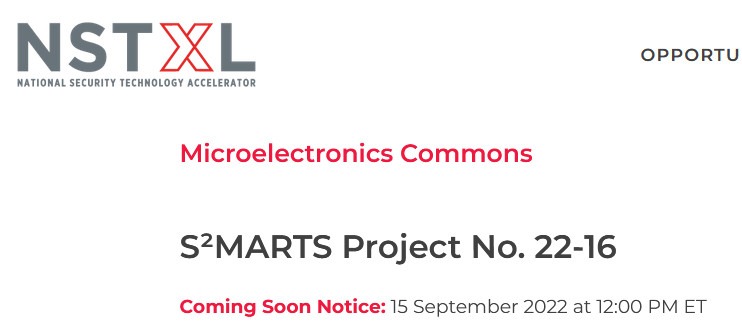 NSTXL
NATIONAL SECURITY TECHNOLOGY ACCELERATOR
OPPORTU
Microelectronics Commons
S²MARTS Project No. 22-16
Coming Soon Notice: 15 September 2022 at 12:00 PM ET